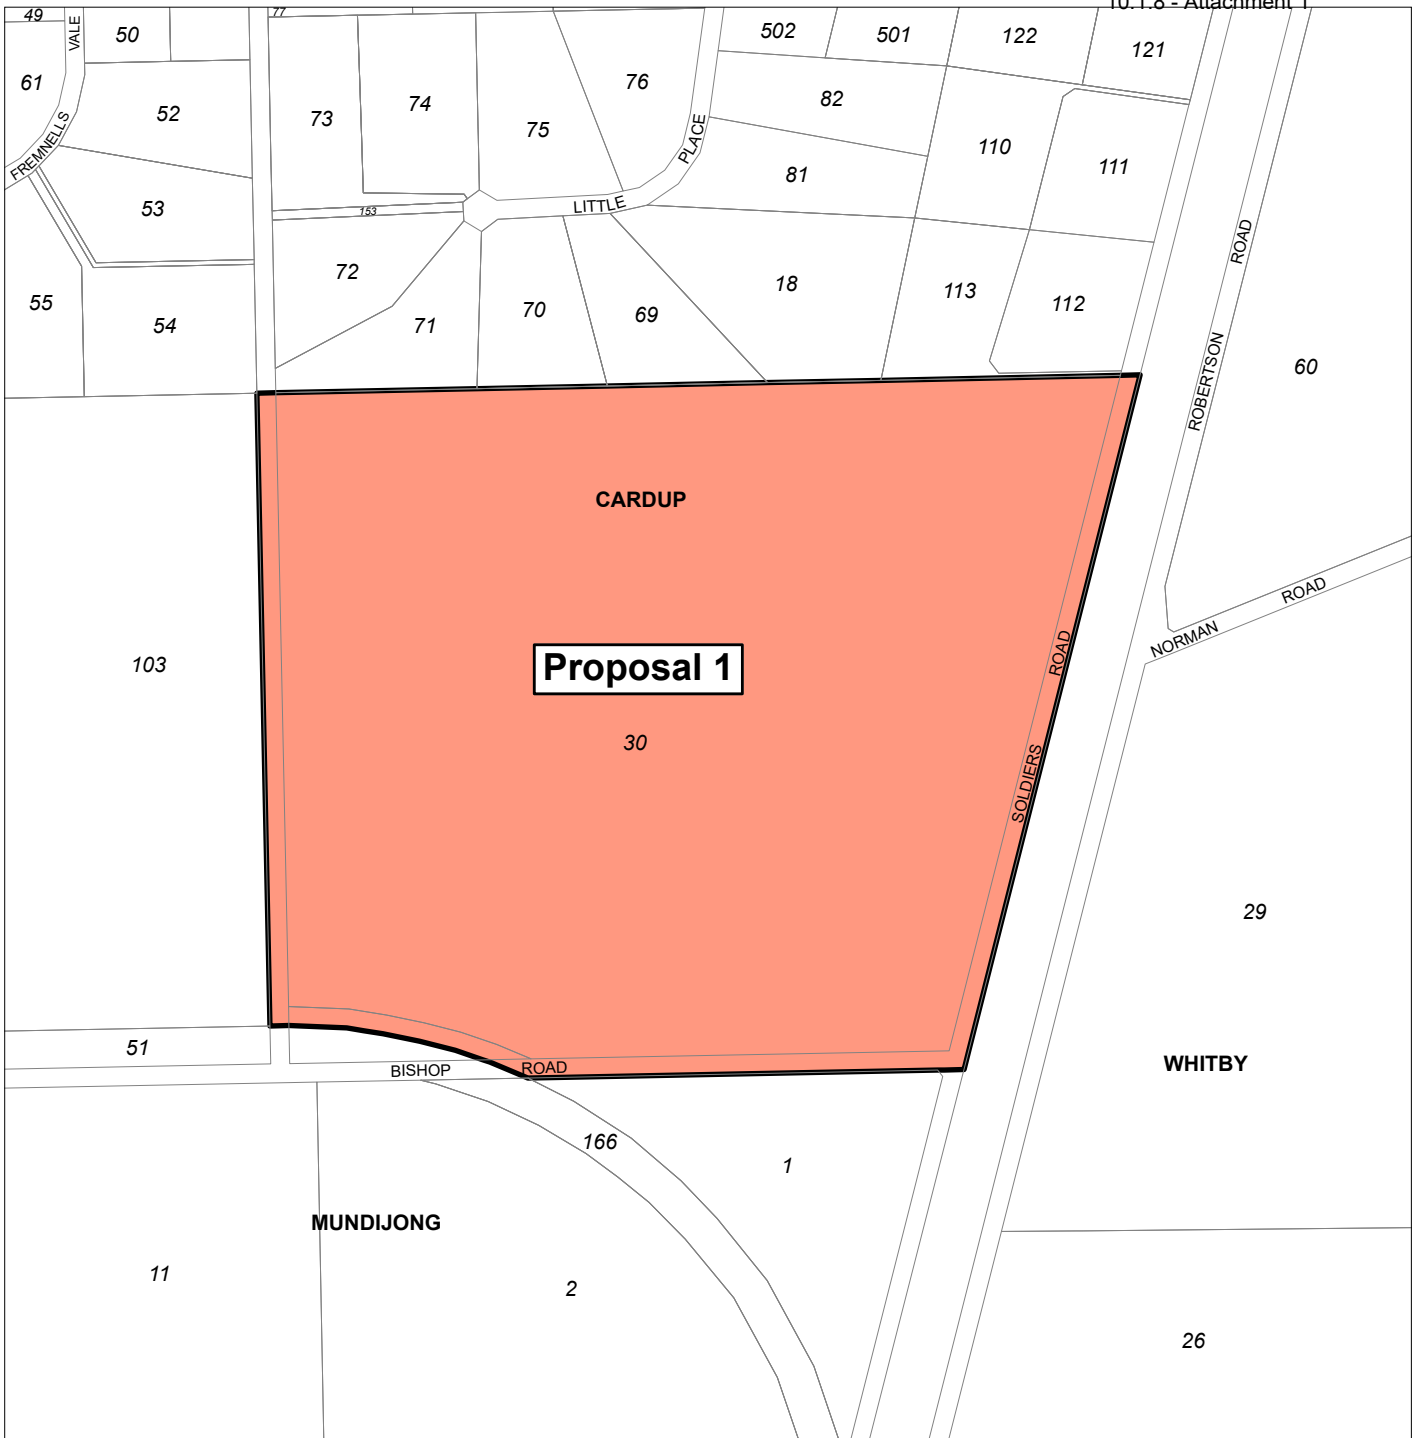 10.1.8 - Attachment 1
49
VALE
50
77
502
501
122
121
61
52
73
74
75
76
82
110
111
FREMNELLS
PLACE
53
153
LITTLE
81
ROAD
55
54
72
71
70
69
18
113
112
ROBERTSON
60
CARDUP
103
Proposal 1
ROAD
NORMAN
ROAD
30
SOLDIERS
29
51
BISHOP
ROAD
WHITBY
166
1
MUNDIJONG
11
2
26